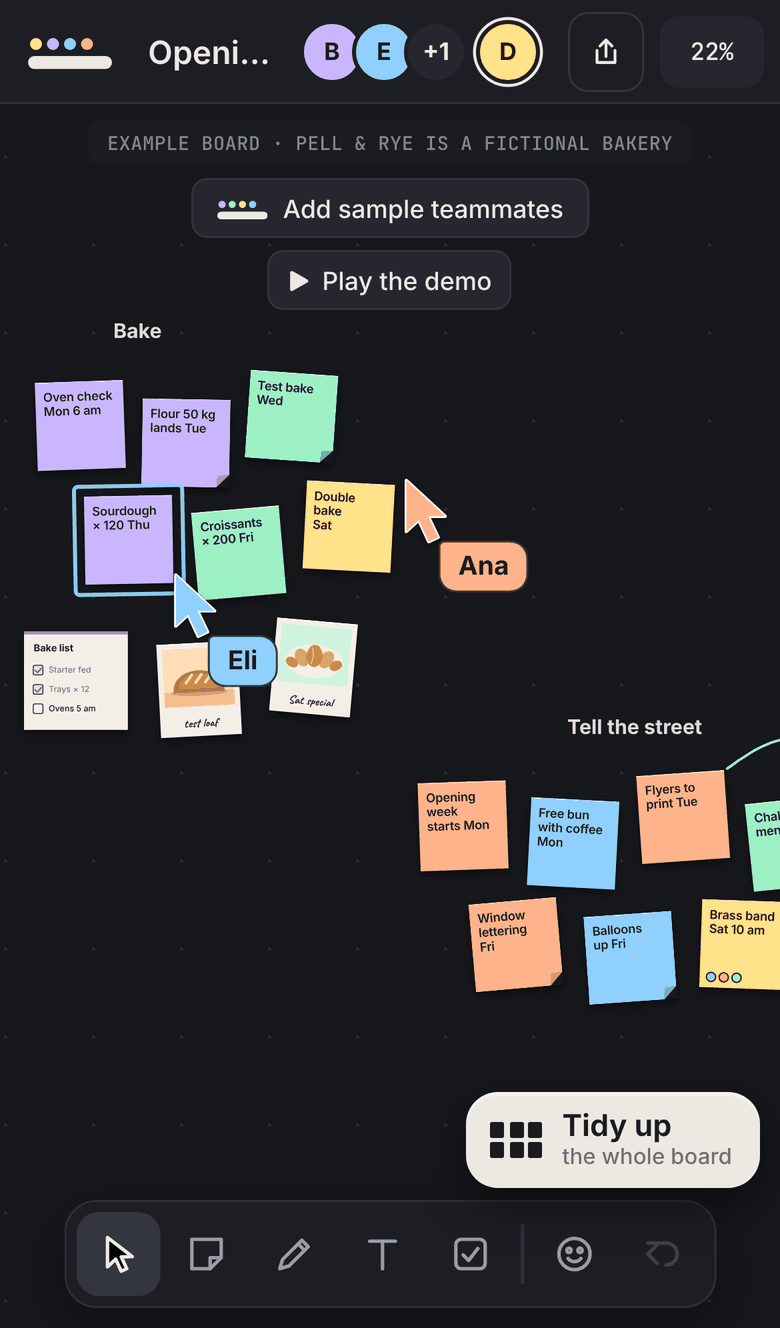 Openi...
B
E
+1
D
22%
EXAMPLE BOARD · PELL & RYE IS A FICTIONAL BAKERY
Add sample teammates
Play the demo
Bake
Oven check
Mon 6 am
Flour 50 kg
lands Tue
Test bake
Wed
Sourdough
× 120 Thu
Croissants
× 200 Fri
Double
bake
Sat
Ana
Eli
Bake list
Starter fed
Trays × 12
Ovens 5 am
test loaf
Sat special
Tell the street
Opening
week
starts Mon
Free bun
with coffee
Mon
Flyers to
print Tue
Window
lettering
Fri
Balloons
up Fri
Brass band
Sat 10 am
Tidy up
the whole board